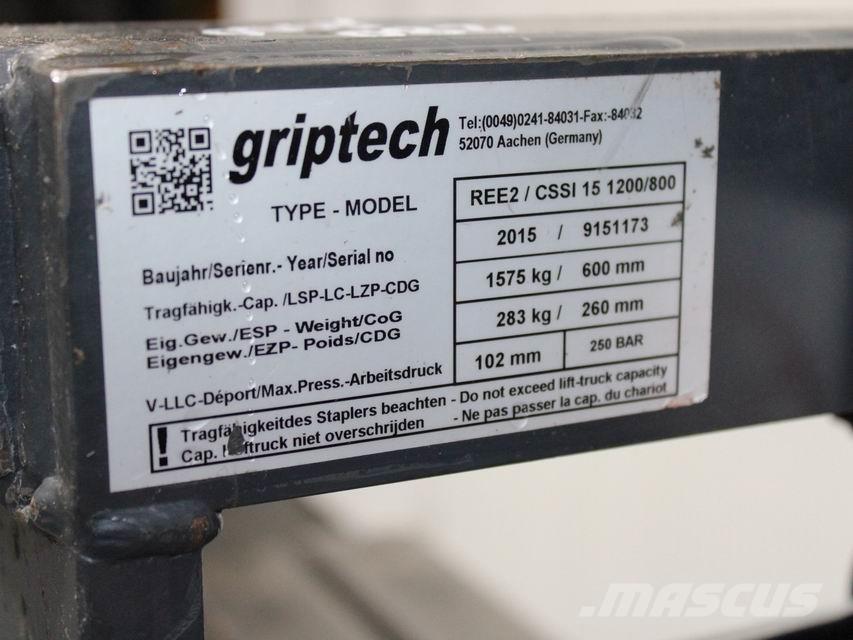 griptech
Tel:(0049)0241-84031-Fax:-84032
52070 Aachen (Germany)
TYPE - MODEL
REE2 / CSSI 15 1200/800
Baujahr/Serienr.- Year/Serial no
2015 / 9151173
Tragfähigk.-Cap. /LSP-LC-LZP-CDG
1575 kg / 600 mm
Eig.Gew./ESP - Weight/CoG
Eigengew./EZP- Poids/CDG
283 kg / 260 mm
V-LLC-Déport/Max.Press.-Arbeitsdruck
102 mm
250 BAR
! Tragfähigkeitdes Staplers beachten - Do not exceed lift-truck capacity
Cap. liftruck niet overschrijden - Ne pas passer la cap. du chariot
.MASCUS